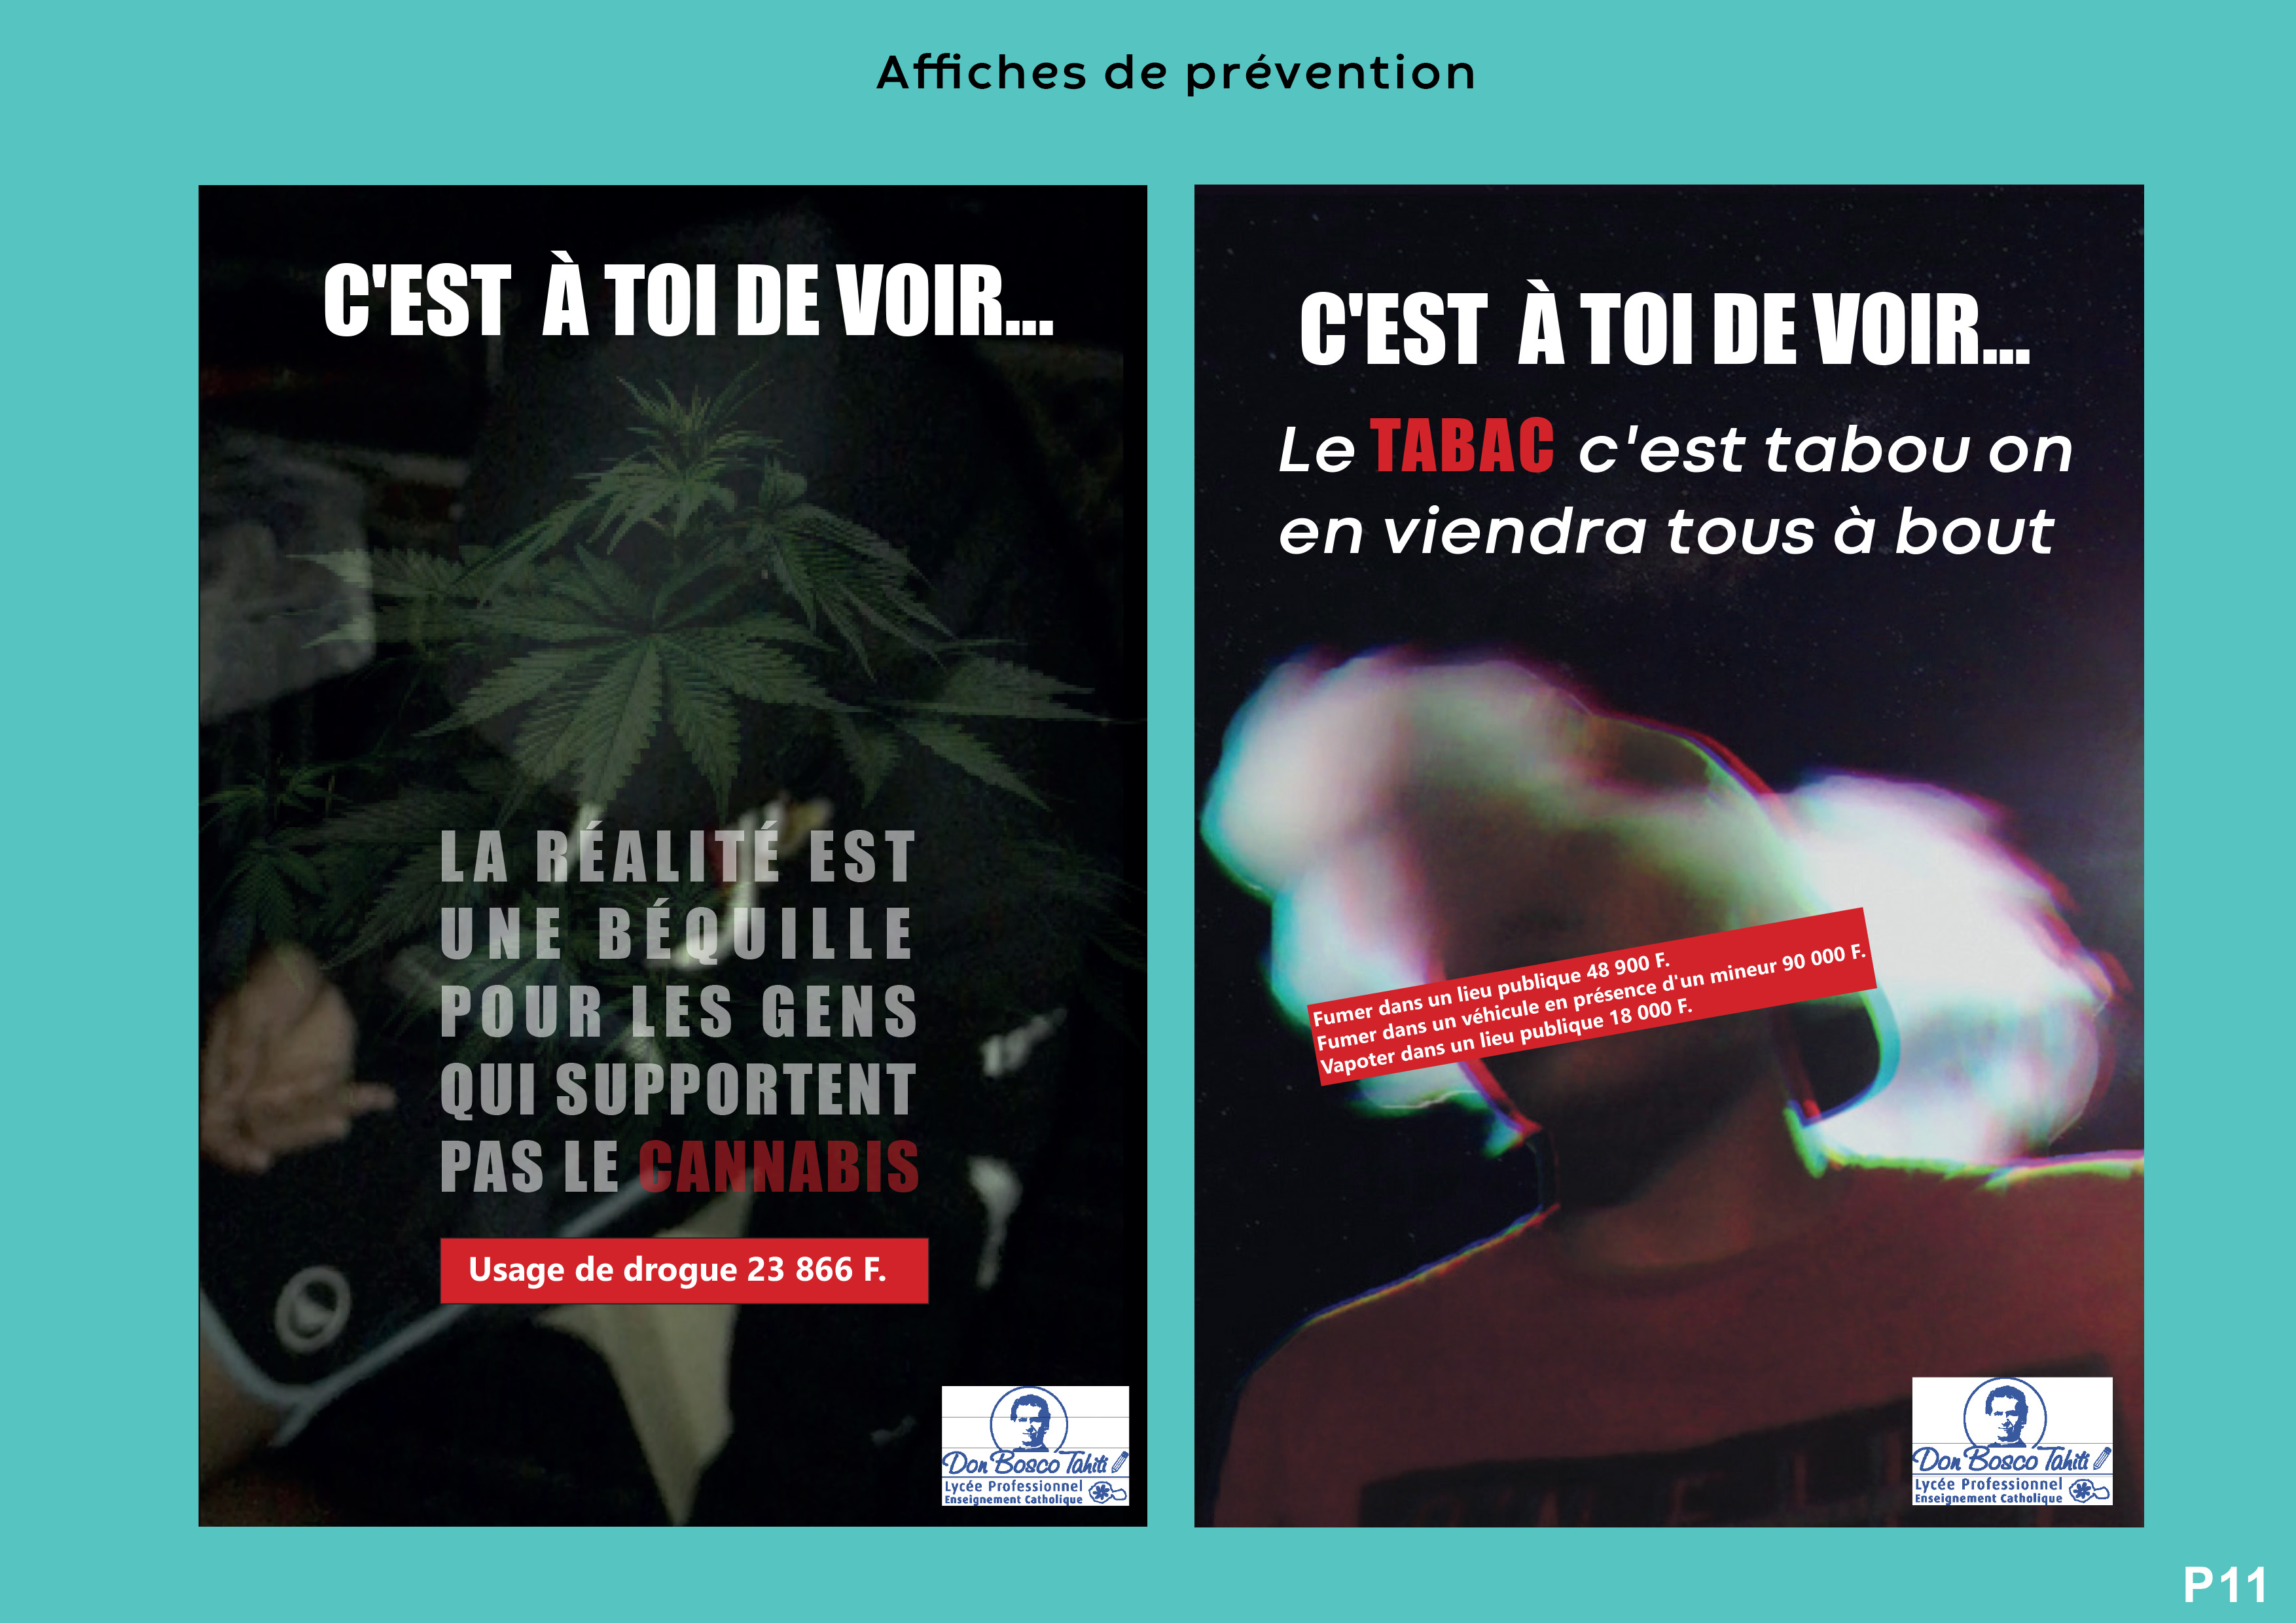 Affiches de prévention
C'EST À TOI DE VOIR...
LA RÉALITÉ EST
UNE BÉQUILLE
POUR LES GENS
QUI SUPPORTENT
PAS LE CANNABIS
Usage de drogue 23 866 F.
Don Bosco Tahiti
Lycée Professionnel
Enseignement Catholique
C'EST À TOI DE VOIR...
Le TABAC c'est tabou on
en viendra tous à bout
Fumer dans un lieu publique 48 900 F.
Fumer dans un véhicule en présence d'un mineur 90 000 F.
Vapoter dans un lieu publique 18 000 F.
Don Bosco Tahiti
Lycée Professionnel
Enseignement Catholique
P11